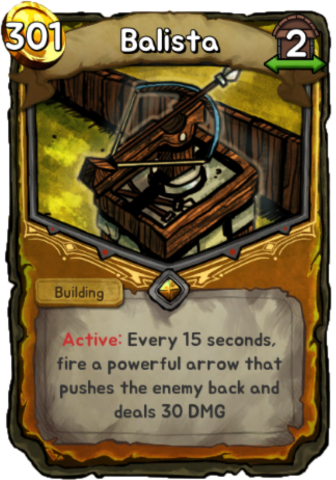 301
Balista
2
Building
Active: Every 15 seconds,
fire a powerful arrow that
pushes the enemy back and
deals 30 DMG